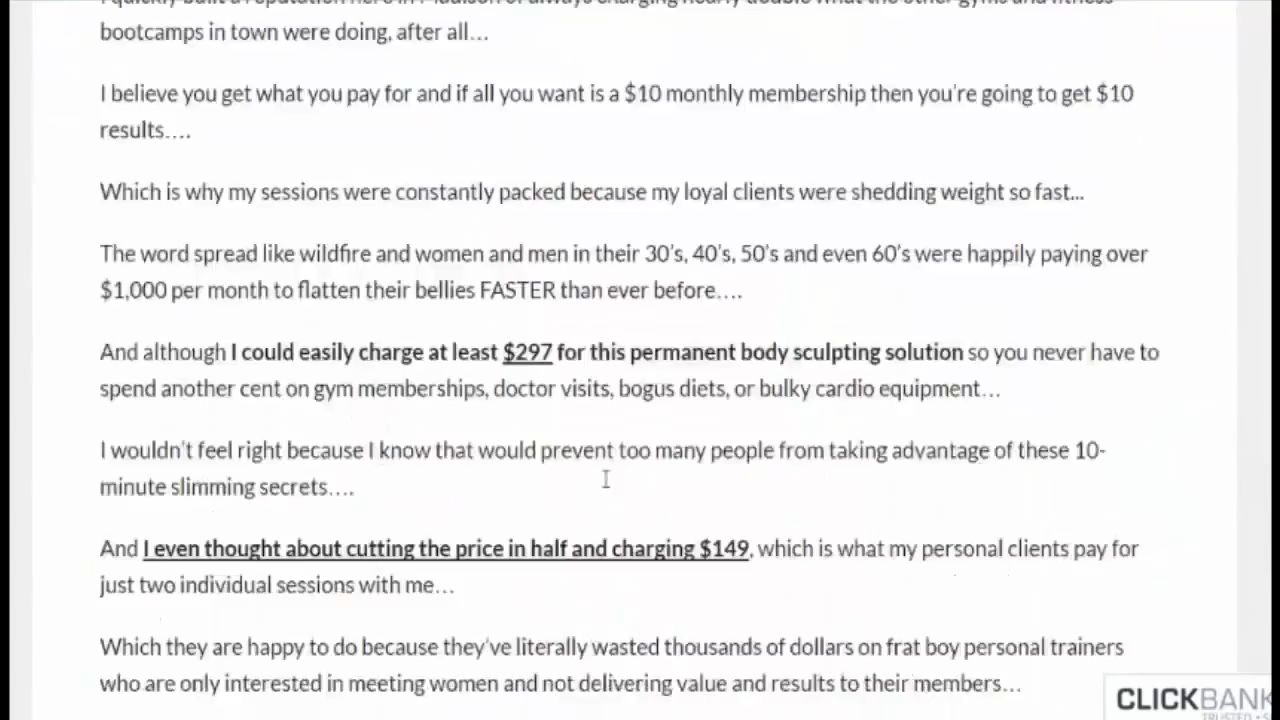 bootcamps in town were doing, after all…
I believe you get what you pay for and if all you want is a $10 monthly membership then you're going to get $10
results….
Which is why my sessions were constantly packed because my loyal clients were shedding weight so fast...
The word spread like wildfire and women and men in their 30's, 40's, 50's and even 60's were happily paying over
$1,000 per month to flatten their bellies FASTER than ever before….
And although I could easily charge at least $297 for this permanent body sculpting solution so you never have to
spend another cent on gym memberships, doctor visits, bogus diets, or bulky cardio equipment…
I wouldn't feel right because I know that would prevent too many people from taking advantage of these 10-
minute slimming secrets….
And I even thought about cutting the price in half and charging $149, which is what my personal clients pay for
just two individual sessions with me…
Which they are happy to do because they've literally wasted thousands of dollars on frat boy personal trainers
who are only interested in meeting women and not delivering value and results to their members…
CLICKBANK